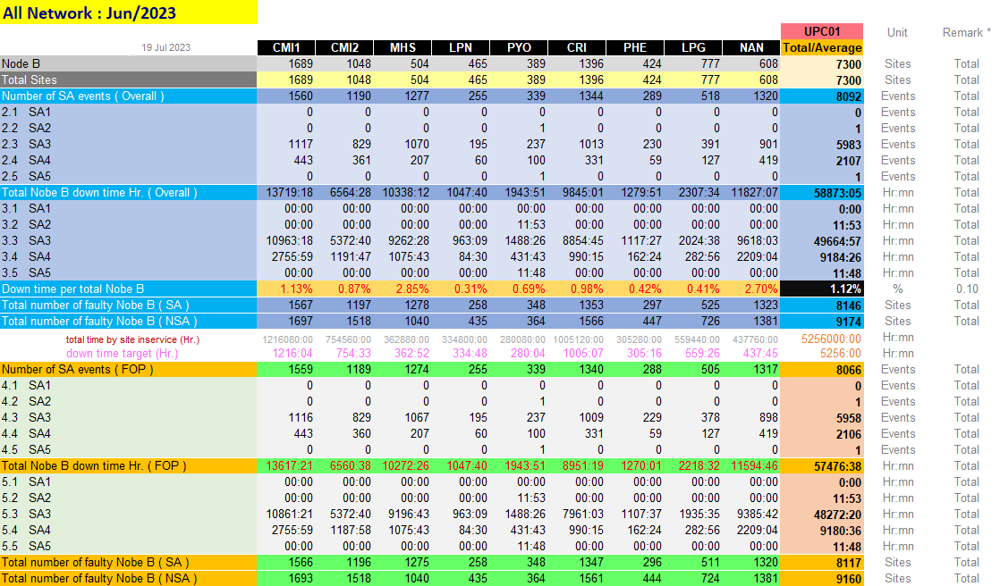 All Network : Jun/2023
UPC01 Unit Remark *
19 Jul 2023 CMI1 CMI2 MHS LPN PYO CRI PHE LPG NAN Total/Average
Node B 1689 1048 504 465 389 1396 424 777 608 7300 Sites Total
Total Sites 1689 1048 504 465 389 1396 424 777 608 7300 Sites Total
Number of SA events ( Overall ) 1560 1190 1277 255 339 1344 289 518 1320 8092 Events Total
2.1 SA1 0 0 0 0 0 0 0 0 0 0 Events Total
2.2 SA2 0 0 0 0 1 0 0 0 0 1 Events Total
2.3 SA3 1117 829 1070 195 237 1013 230 391 901 5983 Events Total
2.4 SA4 443 361 207 60 100 331 59 127 419 2107 Events Total
2.5 SA5 0 0 0 0 1 0 0 0 0 1 Events Total
Total Nobe B down time Hr. ( Overall ) 13719:18 6564:28 10338:12 1047:40 1943:51 9845:01 1279:51 2307:34 11827:07 58873:05 Hr:mn Total
3.1 SA1 00:00 00:00 00:00 00:00 00:00 00:00 00:00 00:00 00:00 0:00 Hr:mn Total
3.2 SA2 00:00 00:00 00:00 00:00 11:53 00:00 00:00 00:00 00:00 11:53 Hr:mn Total
3.3 SA3 10963:18 5372:40 9262:28 963:09 1488:26 8854:45 1117:27 2024:38 9618:03 49664:57 Hr:mn Total
3.4 SA4 2755:59 1191:47 1075:43 84:30 431:43 990:15 162:24 282:56 2209:04 9184:26 Hr:mn Total
3.5 SA5 00:00 00:00 00:00 00:00 11:48 00:00 00:00 00:00 00:00 11:48 Hr:mn Total
Down time per total Nobe B 1.13% 0.87% 2.85% 0.31% 0.69% 0.98% 0.42% 0.41% 2.70% 1.12% % 0.10
Total number of faulty Nobe B ( SA ) 1567 1197 1278 258 348 1353 297 525 1323 8146 Sites Total
Total number of faulty Nobe B ( NSA ) 1697 1518 1040 435 364 1566 447 726 1381 9174 Sites Total
total time by site inservice (Hr.) 1216080:00 754560:00 362880:00 334800:00 280080:00 1005120:00 305280:00 559440:00 437760:00 5256000:00 Hr:mn
down time target (Hr.) 1216:04 754:33 362:52 334:48 280:04 1005:07 305:16 559:26 437:45 5256:00 Hr:mn
Number of SA events ( FOP ) 1559 1189 1274 255 339 1340 288 505 1317 8066 Events Total
4.1 SA1 0 0 0 0 0 0 0 0 0 0 Events Total
4.2 SA2 0 0 0 0 1 0 0 0 0 1 Events Total
4.3 SA3 1116 829 1067 195 237 1009 229 378 898 5958 Events Total
4.4 SA4 443 360 207 60 100 331 59 127 419 2106 Events Total
4.5 SA5 0 0 0 0 1 0 0 0 0 1 Events Total
Total Nobe B down time Hr. ( FOP ) 13617:21 6560:38 10272:26 1047:40 1943:51 8951:19 1270:01 2218:32 11594:46 57476:38 Hr:mn Total
5.1 SA1 00:00 00:00 00:00 00:00 00:00 00:00 00:00 00:00 00:00 0:00 Hr:mn Total
5.2 SA2 00:00 00:00 00:00 00:00 11:53 00:00 00:00 00:00 00:00 11:53 Hr:mn Total
5.3 SA3 10861:21 5372:40 9196:43 963:09 1488:26 7961:03 1107:37 1935:35 9385:42 48272:20 Hr:mn Total
5.4 SA4 2755:59 1187:58 1075:43 84:30 431:43 990:15 162:24 282:56 2209:04 9180:36 Hr:mn Total
5.5 SA5 00:00 00:00 00:00 00:00 11:48 00:00 00:00 00:00 00:00 11:48 Hr:mn Total
Total number of faulty Nobe B ( SA ) 1566 1196 1275 258 348 1347 296 511 1320 8117 Sites Total
Total number of faulty Nobe B ( NSA ) 1693 1518 1040 435 364 1561 444 724 1381 9160 Sites Total